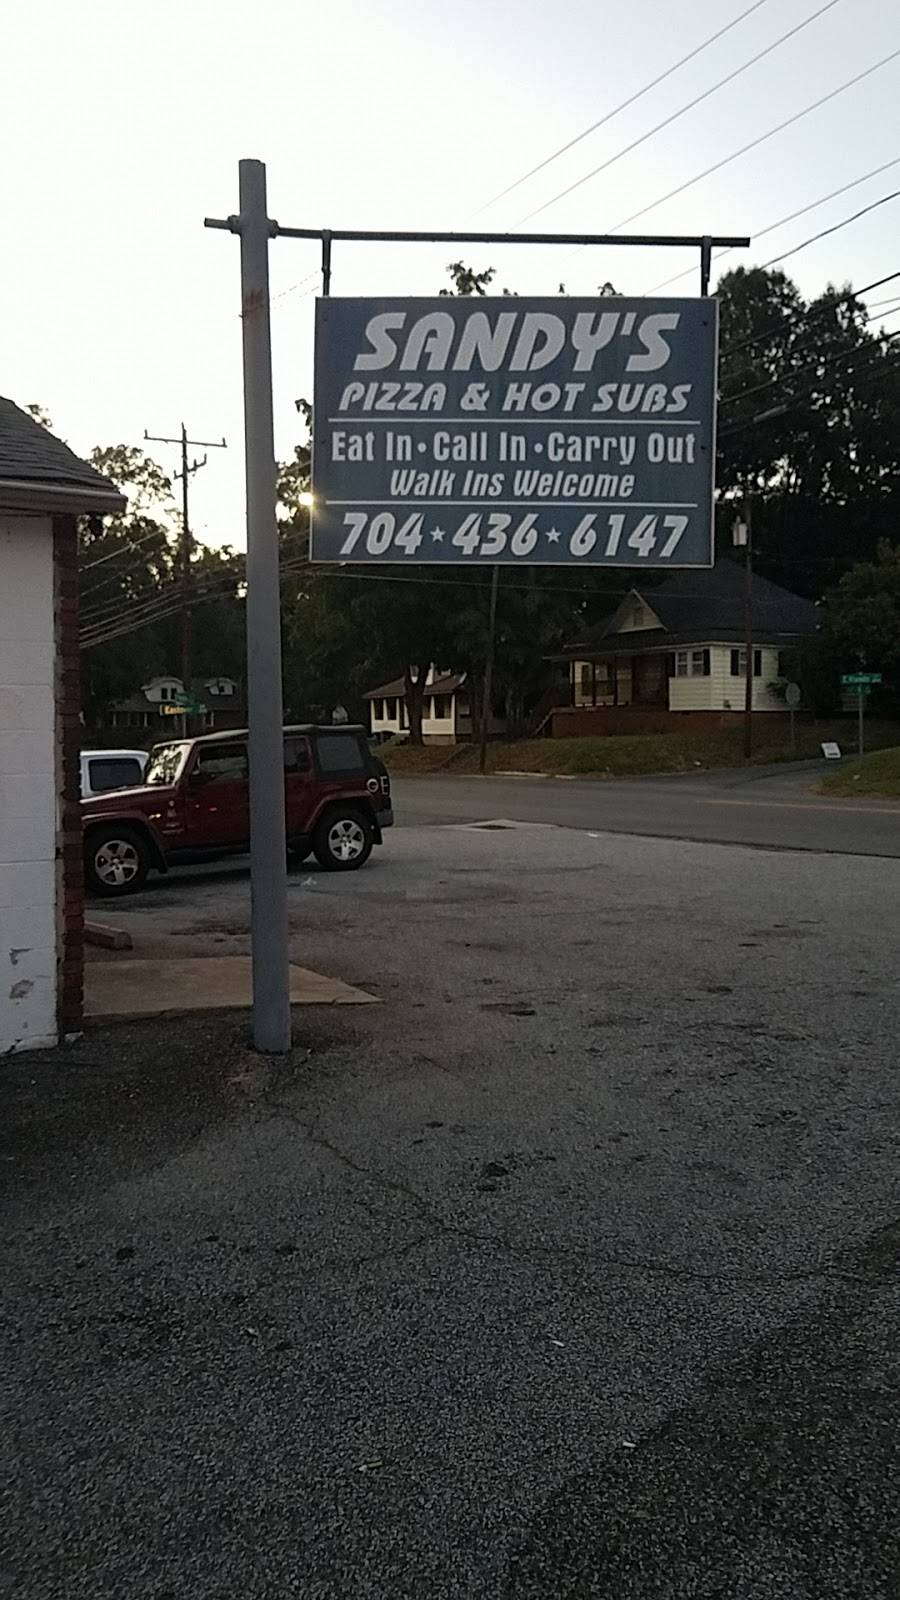 SANDY'S
PIZZA & HOT SUBS
Eat In • Call In • Carry Out
Walk Ins Welcome
704 ★ 436 ★ 6147